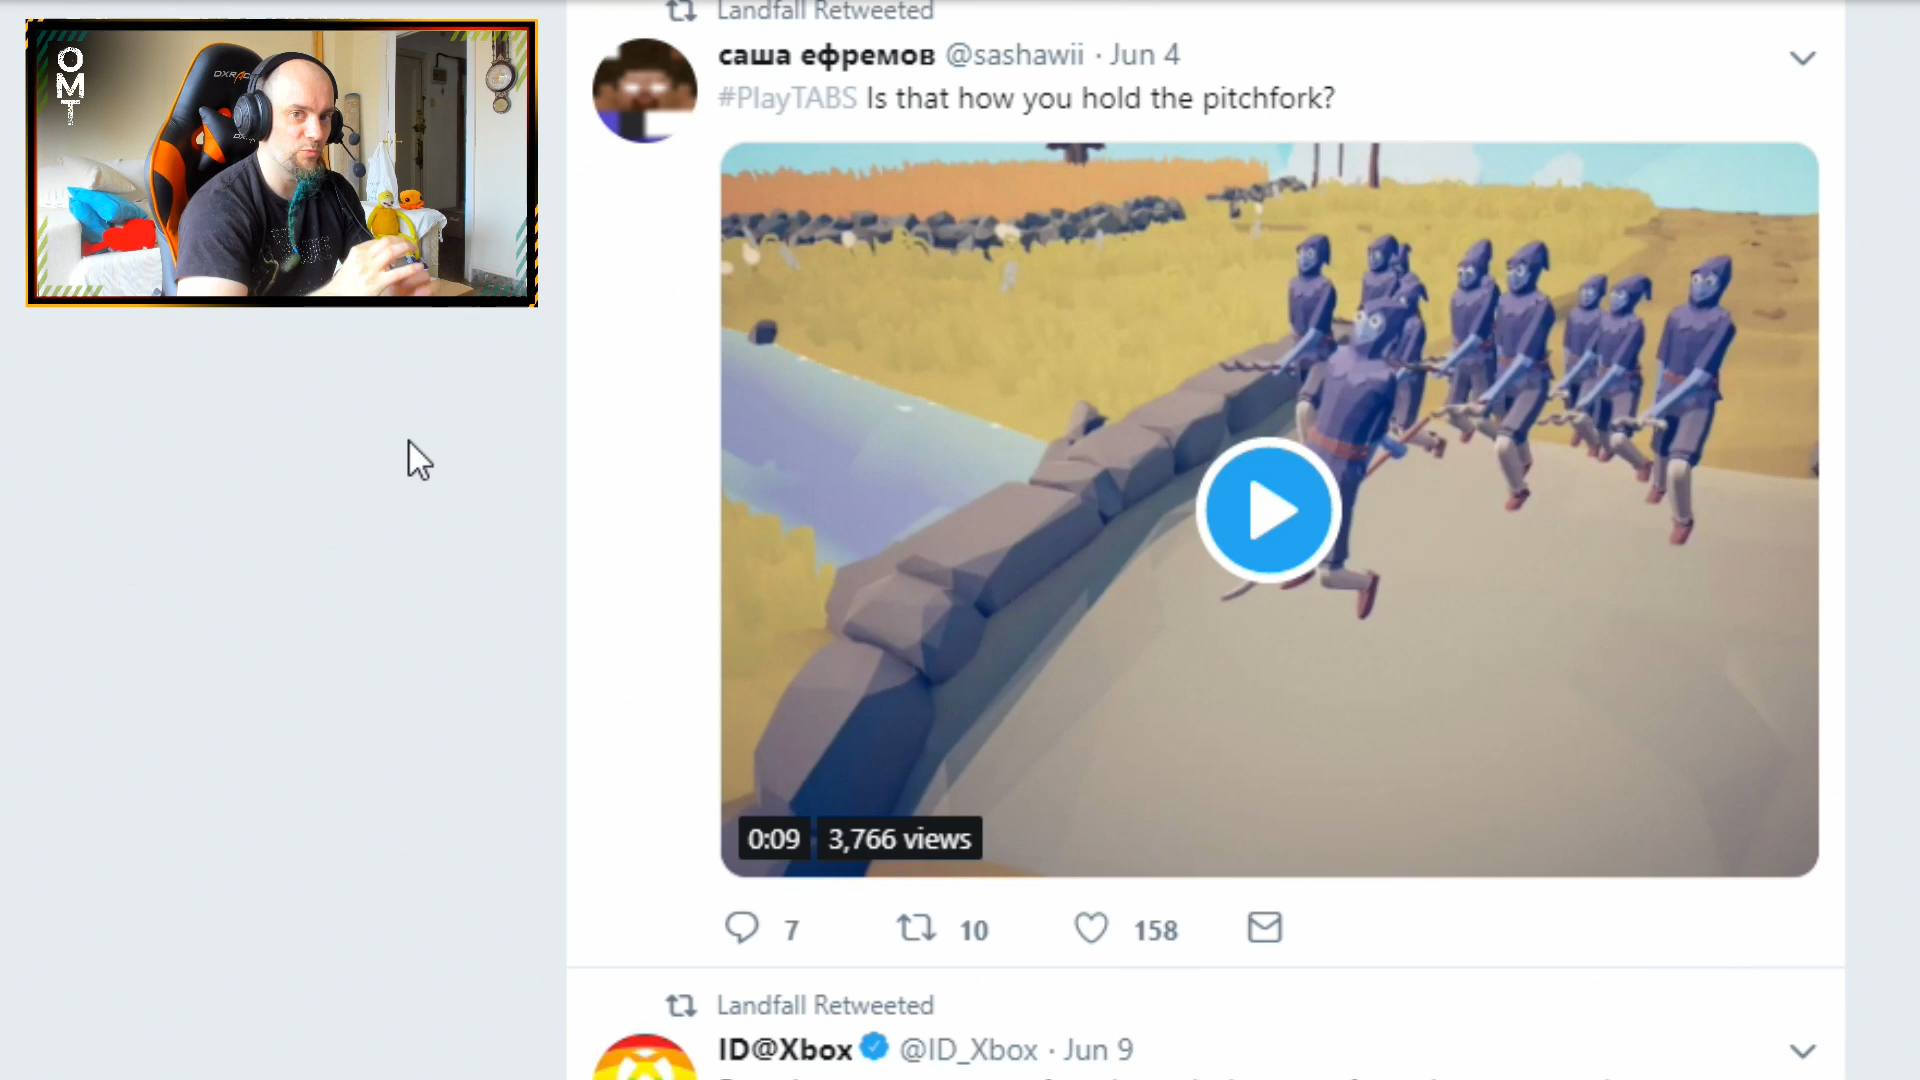 O
M
T
DXRAC
Landfall Retweeted
саша ефремов @sashawii · Jun 4
#PlayTABS Is that how you hold the pitchfork?
0:09 3,766 views
7 10 158
Landfall Retweeted
ID@Xbox @ID_Xbox · Jun 9